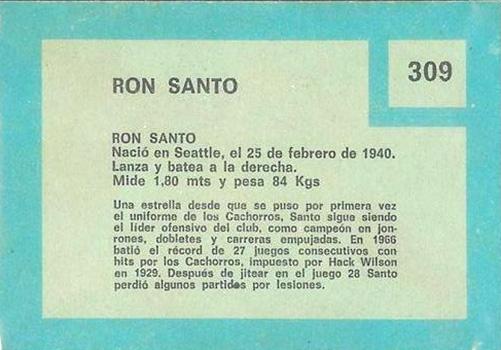 309
RON SANTO
RON SANTO
Nació en Seattle, el 25 de febrero de 1940.
Lanza y batea a la derecha.
Mide 1,80 mts y pesa 84 Kgs
Una estrella desde que se puso por primera vez
el uniforme de los Cachorros, Santo sigue siendo
el líder ofensivo del club, como campeón en jon-
rones, dobletes y carreras empujadas. En 1966
batió el récord de 27 juegos consecutivos con
hits por los Cachorros, impuesto por Hack Wilson
en 1929. Después de jitear en el juego 28 Santo
perdió algunos partidos por lesiones.